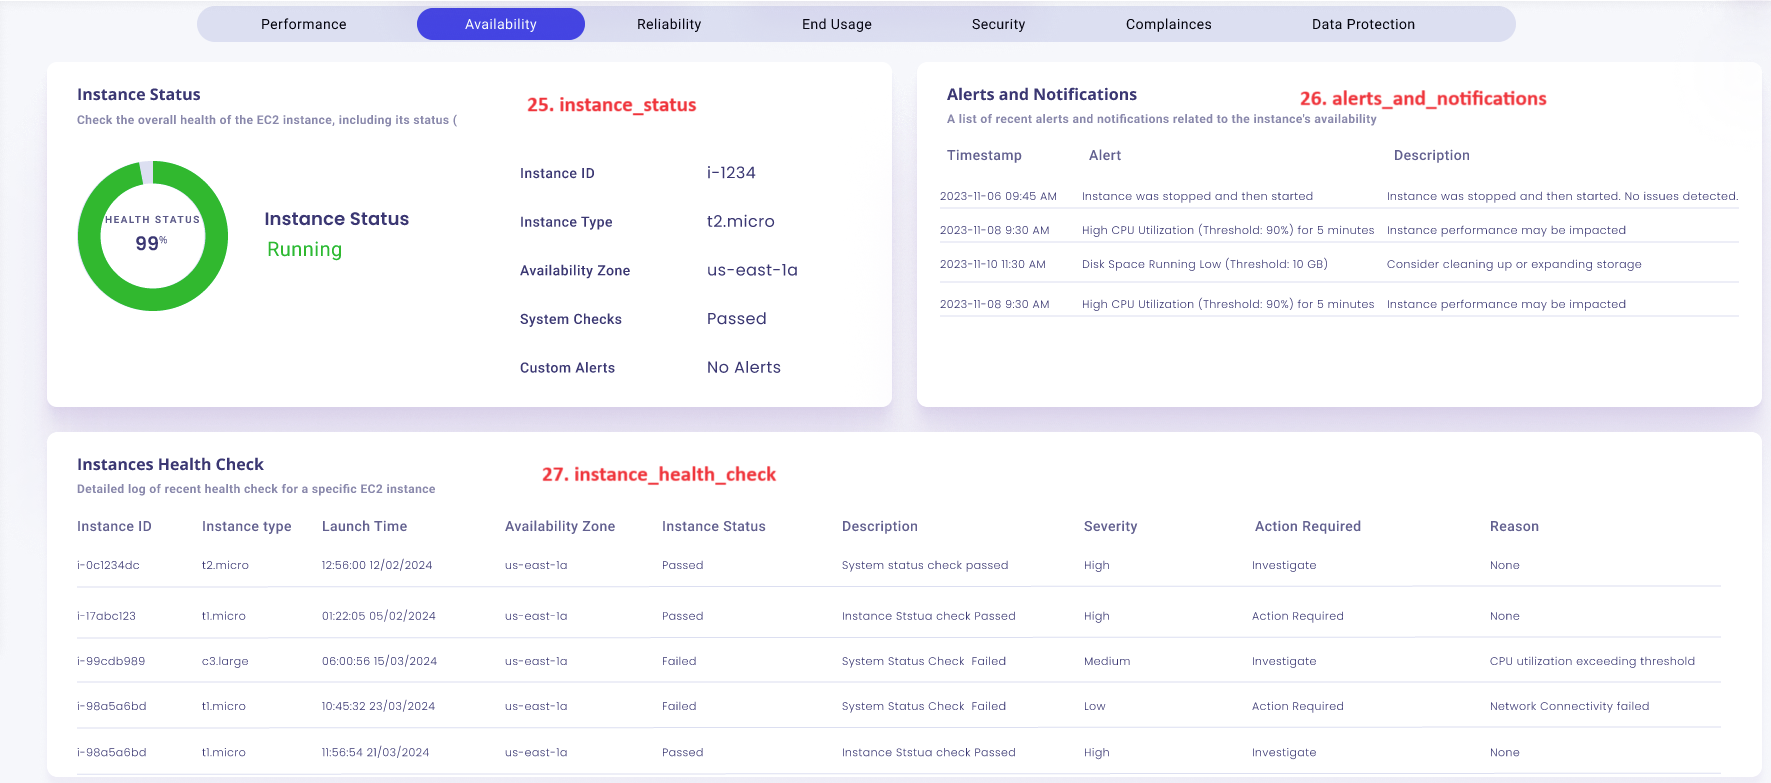 Performance Availability Reliability End Usage Security Complainces Data Protection
Instance Status
25. instance_status
Check the overall health of the EC2 instance, including its status (
HEALTH STATUS
99%
Instance Status
Running
Instance ID i-1234
Instance Type t2.micro
Availability Zone us-east-1a
System Checks Passed
Custom Alerts No Alerts
Alerts and Notifications
26. alerts_and_notifications
A list of recent alerts and notifications related to the instance's availability
Timestamp Alert Description
2023-11-06 09:45 AM Instance was stopped and then started Instance was stopped and then started. No issues detected.
2023-11-08 9:30 AM High CPU Utilization (Threshold: 90%) for 5 minutes Instance performance may be impacted
2023-11-10 11:30 AM Disk Space Running Low (Threshold: 10 GB) Consider cleaning up or expanding storage
2023-11-08 9:30 AM High CPU Utilization (Threshold: 90%) for 5 minutes Instance performance may be impacted
Instances Health Check
27. instance_health_check
Detailed log of recent health check for a specific EC2 instance
Instance ID Instance type Launch Time Availability Zone Instance Status Description Severity Action Required Reason
i-0c1234dc t2.micro 12:56:00 12/02/2024 us-east-1a Passed System status check passed High Investigate None
i-17abc123 t1.micro 01:22:05 05/02/2024 us-east-1a Passed Instance Ststua check Passed High Action Required None
i-99cdb989 c3.large 06:00:56 15/03/2024 us-east-1a Failed System Status Check Failed Medium Investigate CPU utilization exceeding threshold
i-98a5a6bd t1.micro 10:45:32 23/03/2024 us-east-1a Failed System Status Check Failed Low Action Required Network Connectivity failed
i-98a5a6bd t1.micro 11:56:54 21/03/2024 us-east-1a Passed Instance Ststua check Passed High Investigate None